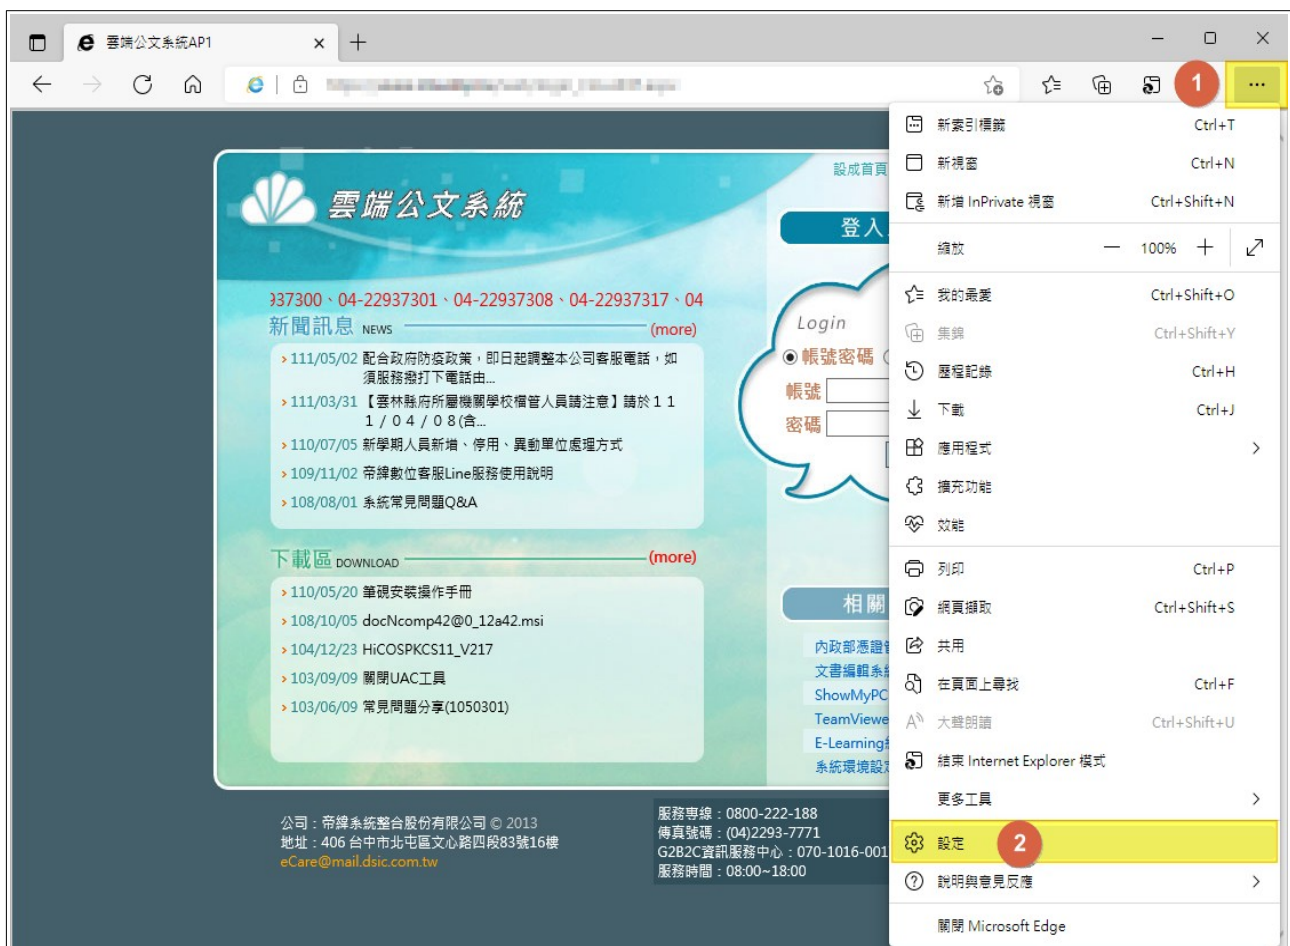 雲端公文系統AP1
1
設成首頁
雲端公文系統
登入
937300、04-22937301、04-22937308、04-22937317、04
新聞訊息 NEWS (more)
111/05/02 配合政府防疫政策，即日起調整本公司客服電話，如
須服務撥打下電話由...
111/03/31 【雲林縣府所屬機關學校檔管人員請注意】請於１１
１/０４/０８(含...
110/07/05 新學期人員新增、停用、異動單位處理方式
109/11/02 帝緯數位客服Line服務使用說明
108/08/01 系統常見問題Q&A
下載區 DOWNLOAD (more)
110/05/20 筆硯安裝操作手冊
108/10/05 docNcomp42@0_12a42.msi
104/12/23 HiCOSPKCS11_V217
103/09/09 關閉UAC工具
103/06/09 常見問題分享(1050301)
Login
帳號密碼
帳號
密碼
相關
內政部憑證
文書編輯系
ShowMyPC
TeamViewe
E-Learning
系統環境設
公司：帝緯系統整合股份有限公司 © 2013
地址：406 台中市北屯區文心路四段83號16樓
eCare@mail.dsic.com.tw
服務專線：0800-222-188
傳真號碼：(04)2293-7771
G2B2C資訊服務中心：070-1016-001
服務時間：08:00~18:00
新索引標籤 Ctrl+T
新視窗 Ctrl+N
新增 InPrivate 視窗 Ctrl+Shift+N
縮放 — 100% +
我的最愛 Ctrl+Shift+O
集錦 Ctrl+Shift+Y
歷程記錄 Ctrl+H
下載 Ctrl+J
應用程式
擴充功能
效能
列印 Ctrl+P
網頁擷取 Ctrl+Shift+S
共用
在頁面上尋找 Ctrl+F
大聲朗讀 Ctrl+Shift+U
結束 Internet Explorer 模式
更多工具
設定 2
說明與意見反應
關閉 Microsoft Edge